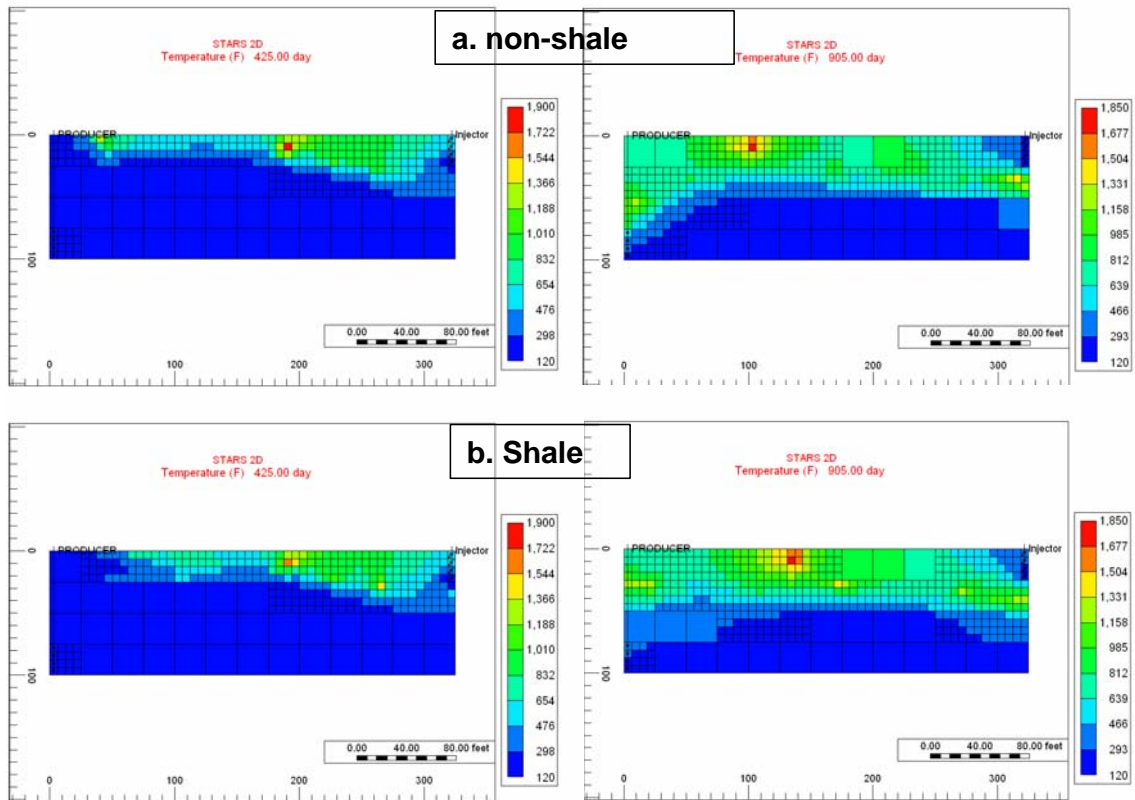 a. non-shale
STARS 2D
Temperature (F) 425.00 day
PRODUCER
Injector
0
100
1,900
1,722
1,544
1,366
1,188
1,010
832
654
476
298
120
0.00 40.00 80.00 feet
0 100 200 300
STARS 2D
Temperature (F) 905.00 day
PRODUCER
Injector
0
100
1,850
1,677
1,504
1,331
1,158
985
812
639
466
293
120
0.00 40.00 80.00 feet
0 100 200 300
b. Shale
STARS 2D
Temperature (F) 425.00 day
PRODUCER
Injector
0
100
1,900
1,722
1,544
1,366
1,188
1,010
832
654
476
298
120
0.00 40.00 80.00 feet
0 100 200 300
STARS 2D
Temperature (F) 905.00 day
PRODUCER
Injector
0
100
1,850
1,677
1,504
1,331
1,158
985
812
639
466
293
120
0.00 40.00 80.00 feet
0 100 200 300